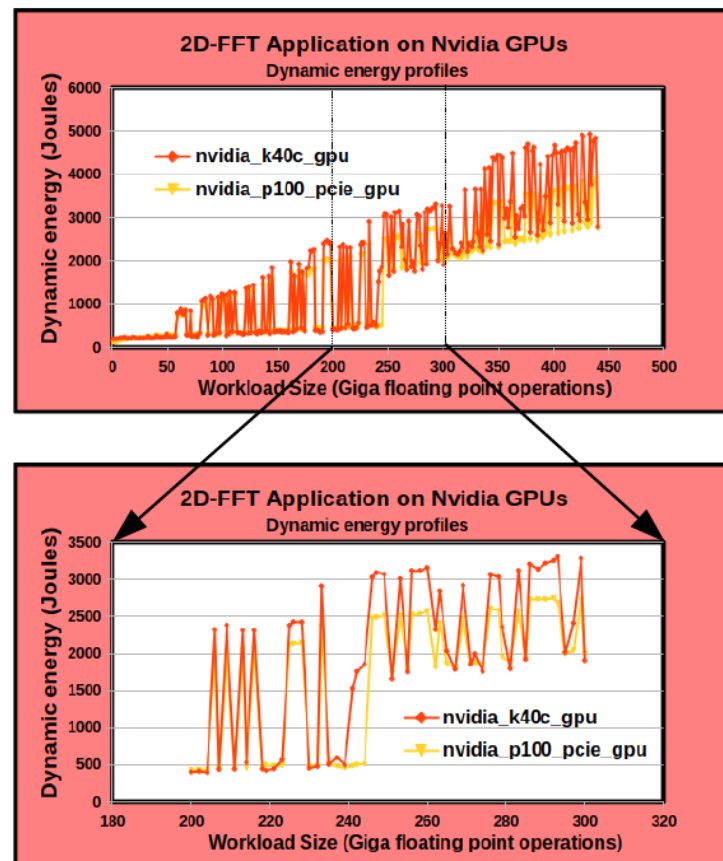 2D-FFT Application on Nvidia GPUs
Dynamic energy profiles
Dynamic energy (Joules)
6000
5000
4000
3000
2000
1000
0
nvidia_k40c_gpu
nvidia_p100_pcie_gpu
0 50 100 150 200 250 300 350 400 450 500
Workload Size (Giga floating point operations)
2D-FFT Application on Nvidia GPUs
Dynamic energy profiles
Dynamic energy (Joules)
3500
3000
2500
2000
1500
1000
500
0
nvidia_k40c_gpu
nvidia_p100_pcie_gpu
180 200 220 240 260 280 300 320
Workload Size (Giga floating point operations)